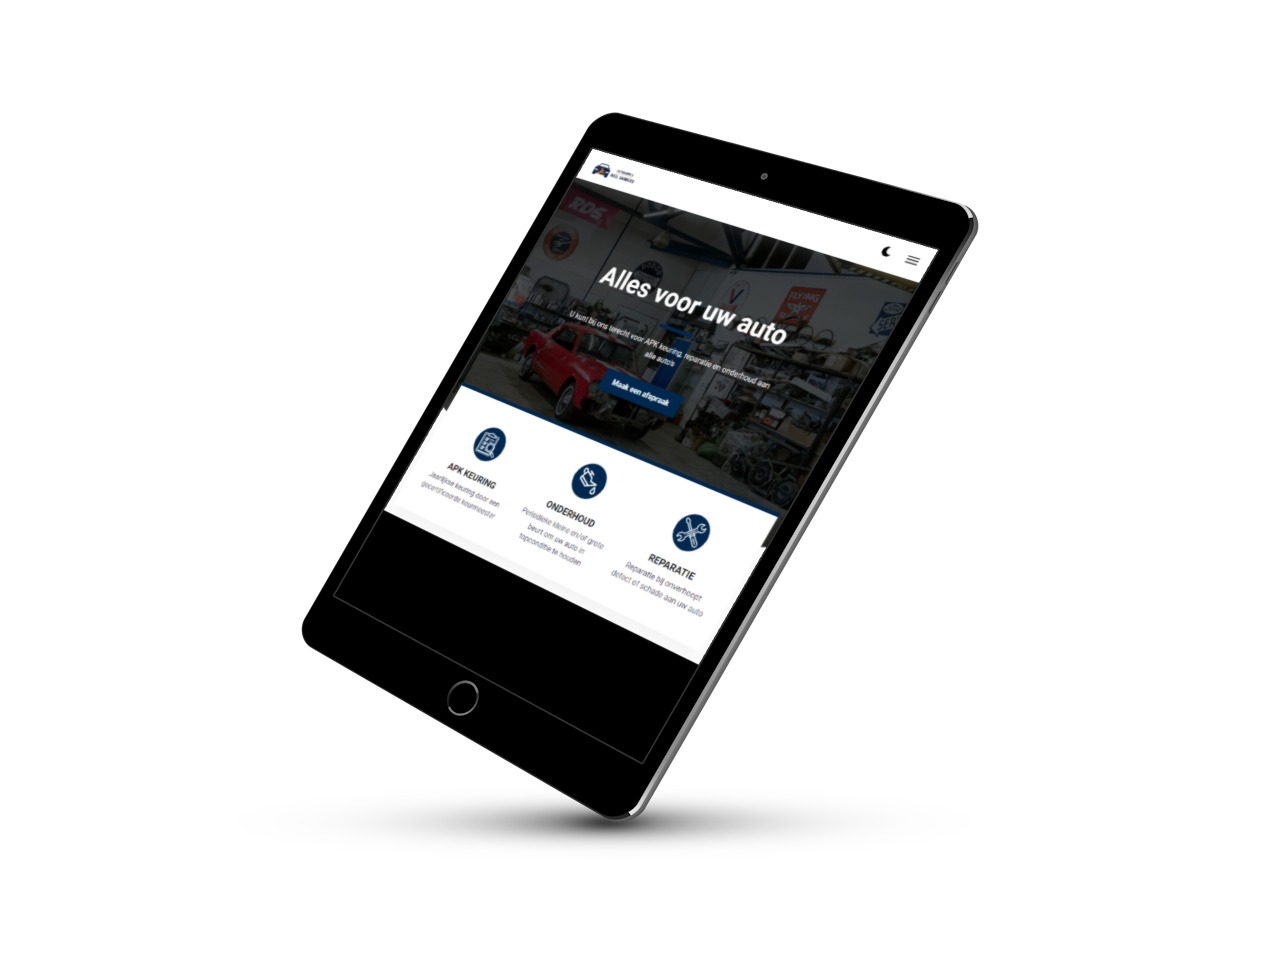 RDS
FLYING
Alles voor uw auto
U kunt bij ons terecht voor APK keuring, reparatie en onderhoud aan
alle auto's
Maak een afspraak
APK KEURING
Jaarlijkse keuring door een
gecertificeerde keurmeester
ONDERHOUD
Periodieke kleine en/of grote
beurt om uw auto in
topconditie te houden
REPARATIE
Reparatie bij onverhoopt
defect of schade aan uw auto